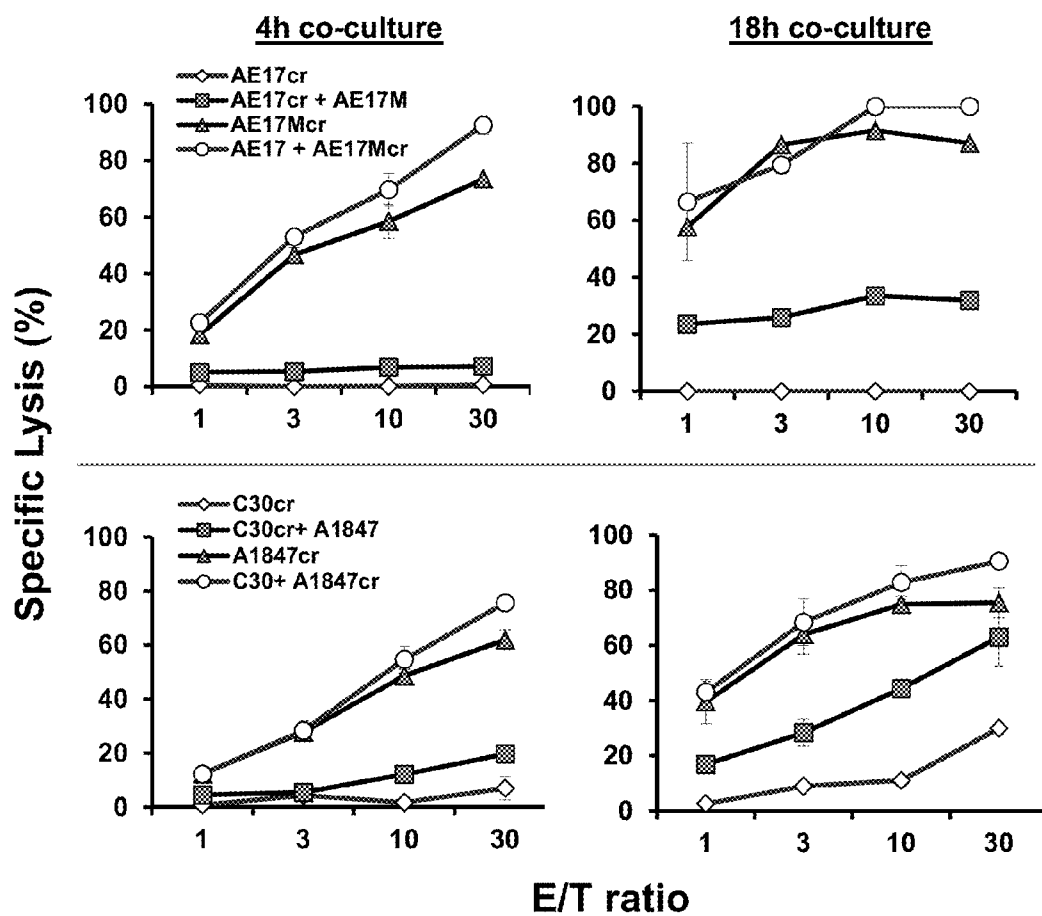 4h co-culture
18h co-culture
AE17cr
AE17cr + AE17M
AE17Mcr
AE17 + AE17Mcr
100
80
60
40
20
0
1 3 10 30
100
80
60
40
20
0
1 3 10 30
Specific Lysis (%)
C30cr
C30cr+ A1847
A1847cr
C30+ A1847cr
100
80
60
40
20
0
1 3 10 30
100
80
60
40
20
0
1 3 10 30
E/T ratio